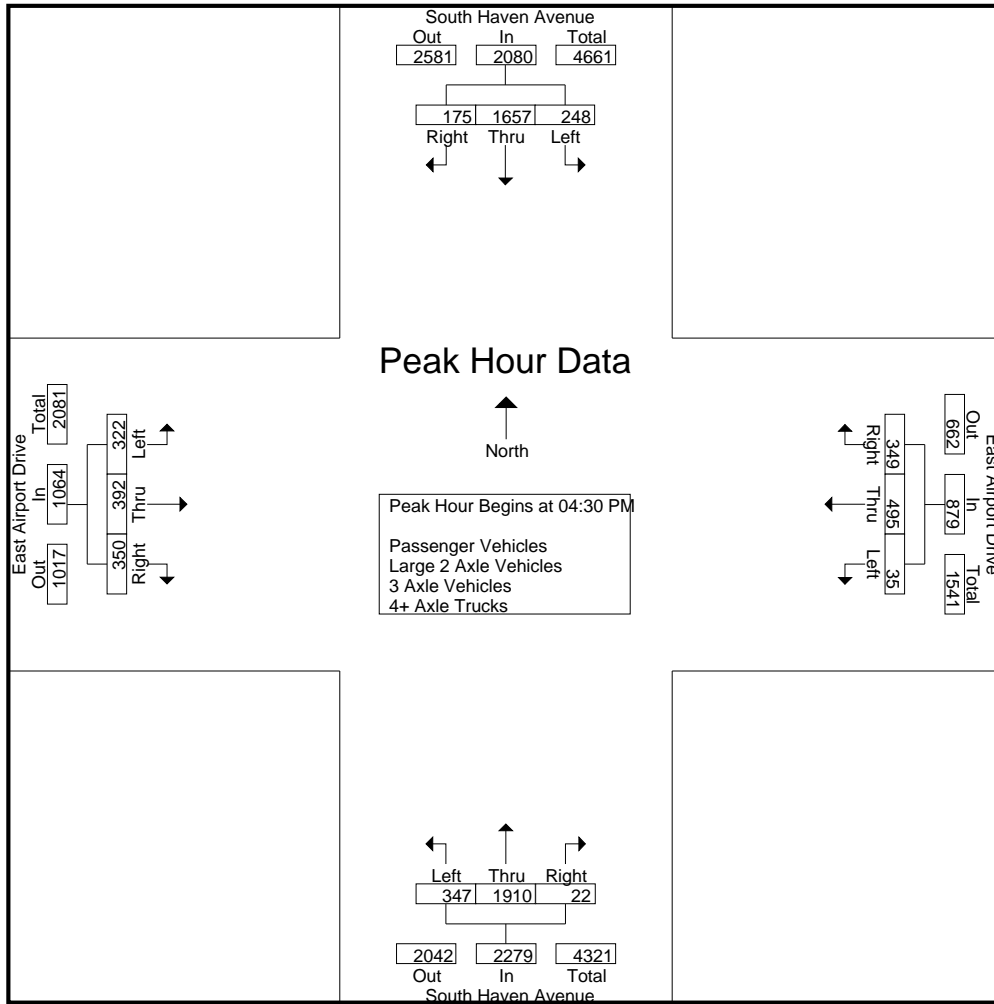 South Haven Avenue
Out In Total
2581 2080 4661
175 1657 248
Right Thru Left
Peak Hour Data
North
Peak Hour Begins at 04:30 PM
Passenger Vehicles
Large 2 Axle Vehicles
3 Axle Vehicles
4+ Axle Trucks
East Airport Drive
Out In Total
1017 1064 2081
350 392 322
Right Thru Left
East Airport Drive
Out In Total
662 879 1541
349 495 35
Right Thru Left
Left Thru Right
347 1910 22
2042 2279 4321
Out In Total
South Haven Avenue